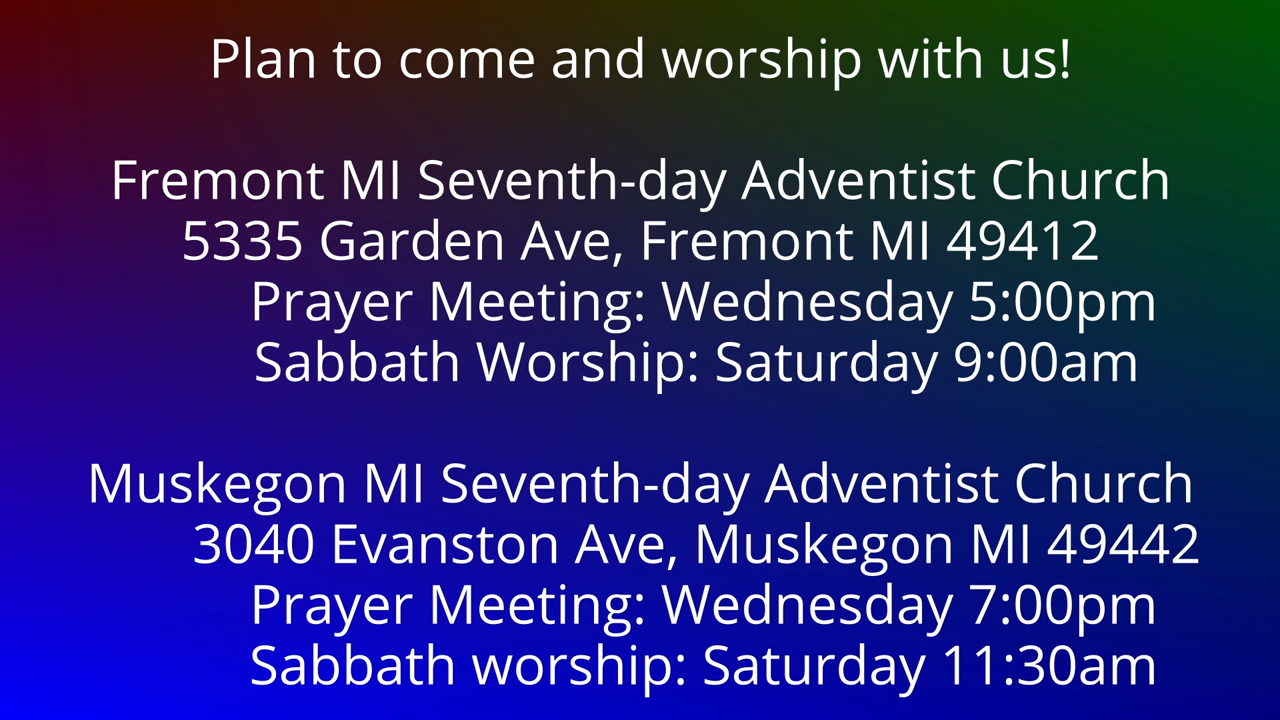 Plan to come and worship with us!
Fremont MI Seventh-day Adventist Church
5335 Garden Ave, Fremont MI 49412
Prayer Meeting: Wednesday 5:00pm
Sabbath Worship: Saturday 9:00am
Muskegon MI Seventh-day Adventist Church
3040 Evanston Ave, Muskegon MI 49442
Prayer Meeting: Wednesday 7:00pm
Sabbath worship: Saturday 11:30am